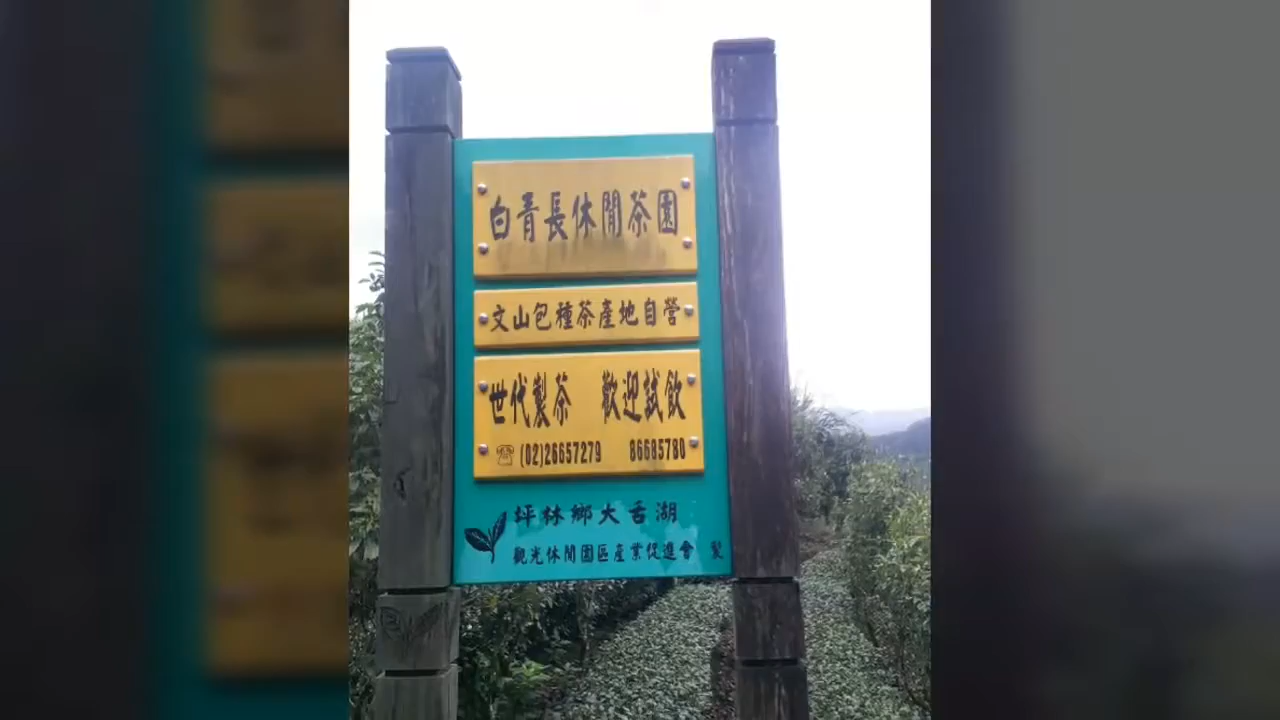 白青長休閒茶園
文山包種茶產地自營
世代製茶 歡迎試飲
(02)26657279 86685780
坪林鄉大舌湖
觀光休閒園區產業促進會 製